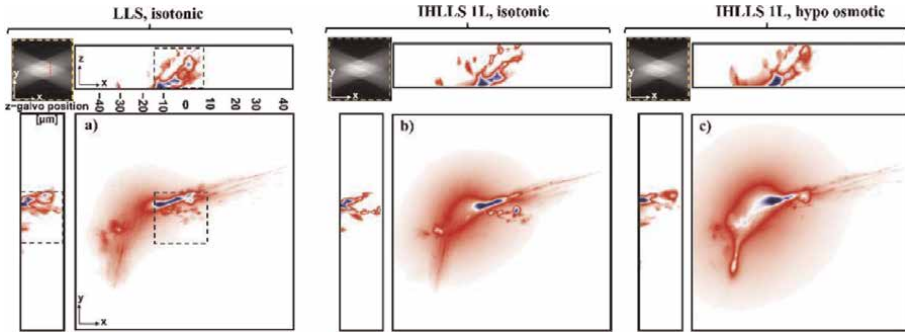 LLS, isotonic
IHLLS 1L, isotonic
IHLLS 1L, hypo osmotic
y
x
z
x
y
x
y
x
z-galvo position
[μm]
-40 -30 -20 -10 0 10 20 30 40
a)
b)
c)
y
x